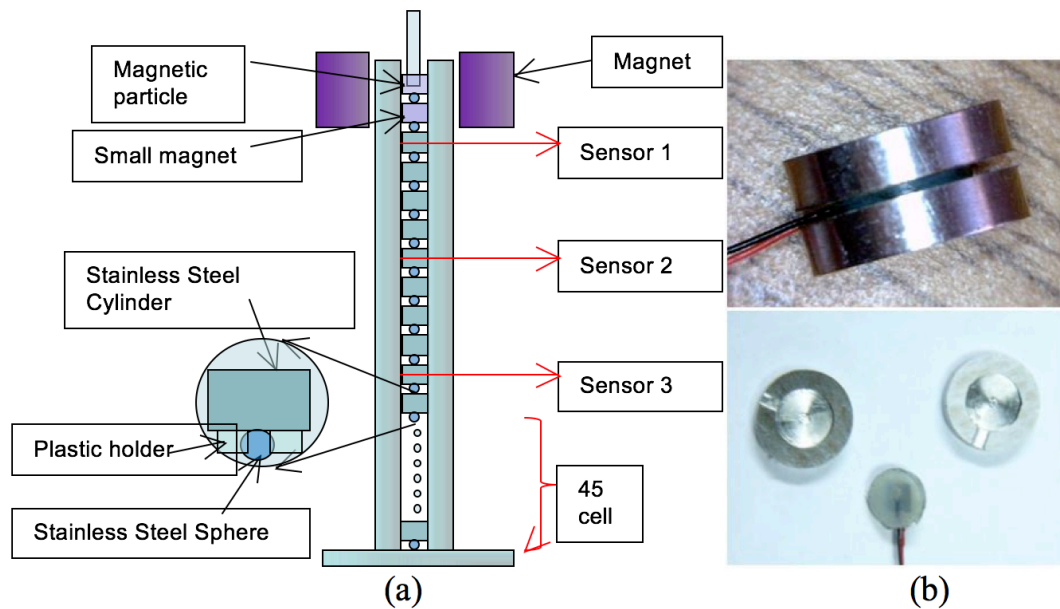 Magnetic
particle
Magnet
Small magnet
Sensor 1
Stainless Steel
Cylinder
Sensor 2
Sensor 3
Plastic holder
Stainless Steel Sphere
45
cell
(a)
(b)